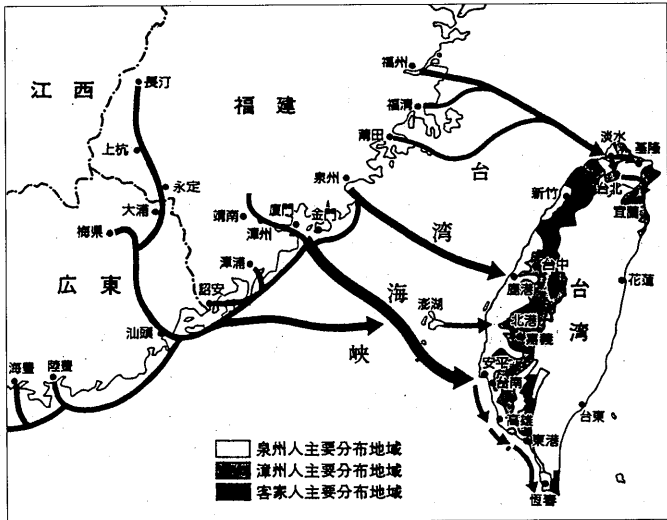 江西
長汀
福建
福州
福清
莆田
上杭
永定
大浦
梅県
広東
汕頭
海豊
陸豊
靖南
漳州
廈門
金門
泉州
漳浦
詔安
台
湾
海
峡
澎湖
淡水
基隆
台北
宜蘭
新竹
台中
鹿港
花蓮
台
湾
北港
嘉義
安平
台南
高雄
東港
台東
恆春
泉州人主要分布地域
漳州人主要分布地域
客家人主要分布地域